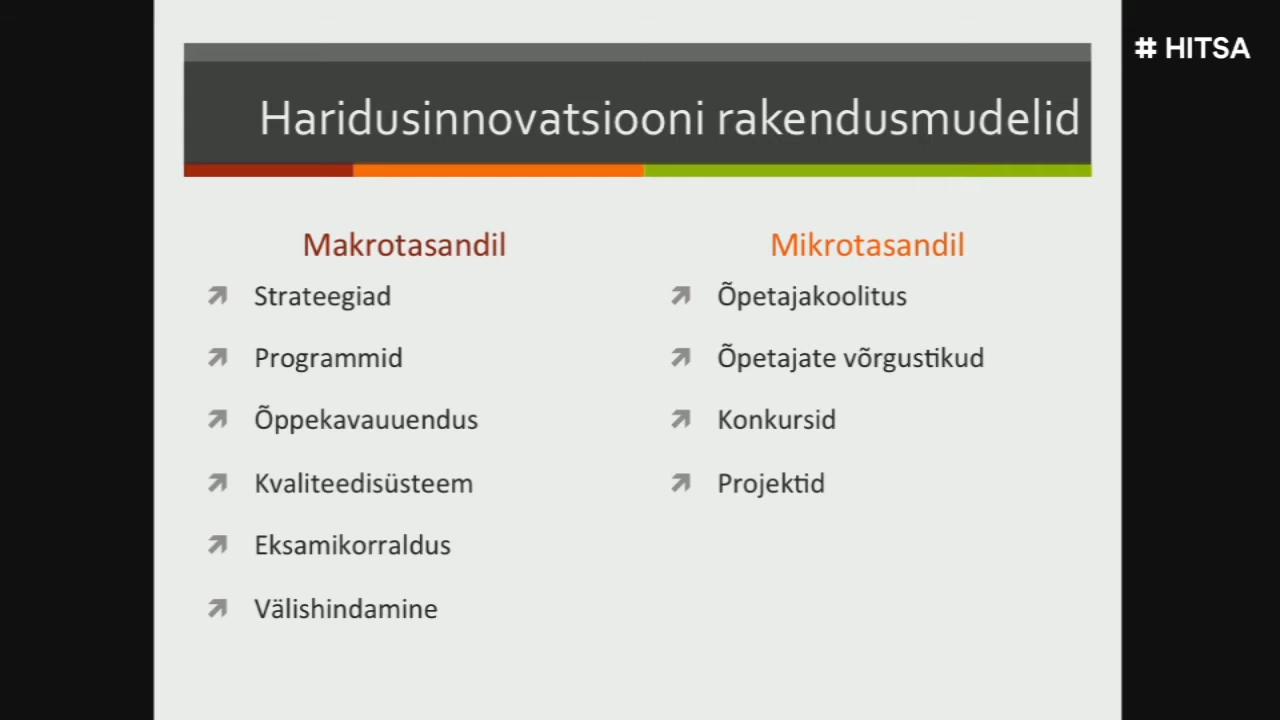 # HITSA
Haridusinnovatsiooni rakendusmudelid
Makrotasandil
Strateegiad
Programmid
Õppekavauuendus
Kvaliteedisüsteem
Eksamikorraldus
Välishindamine
Mikrotasandil
Õpetajakoolitus
Õpetajate võrgustikud
Konkursid
Projektid